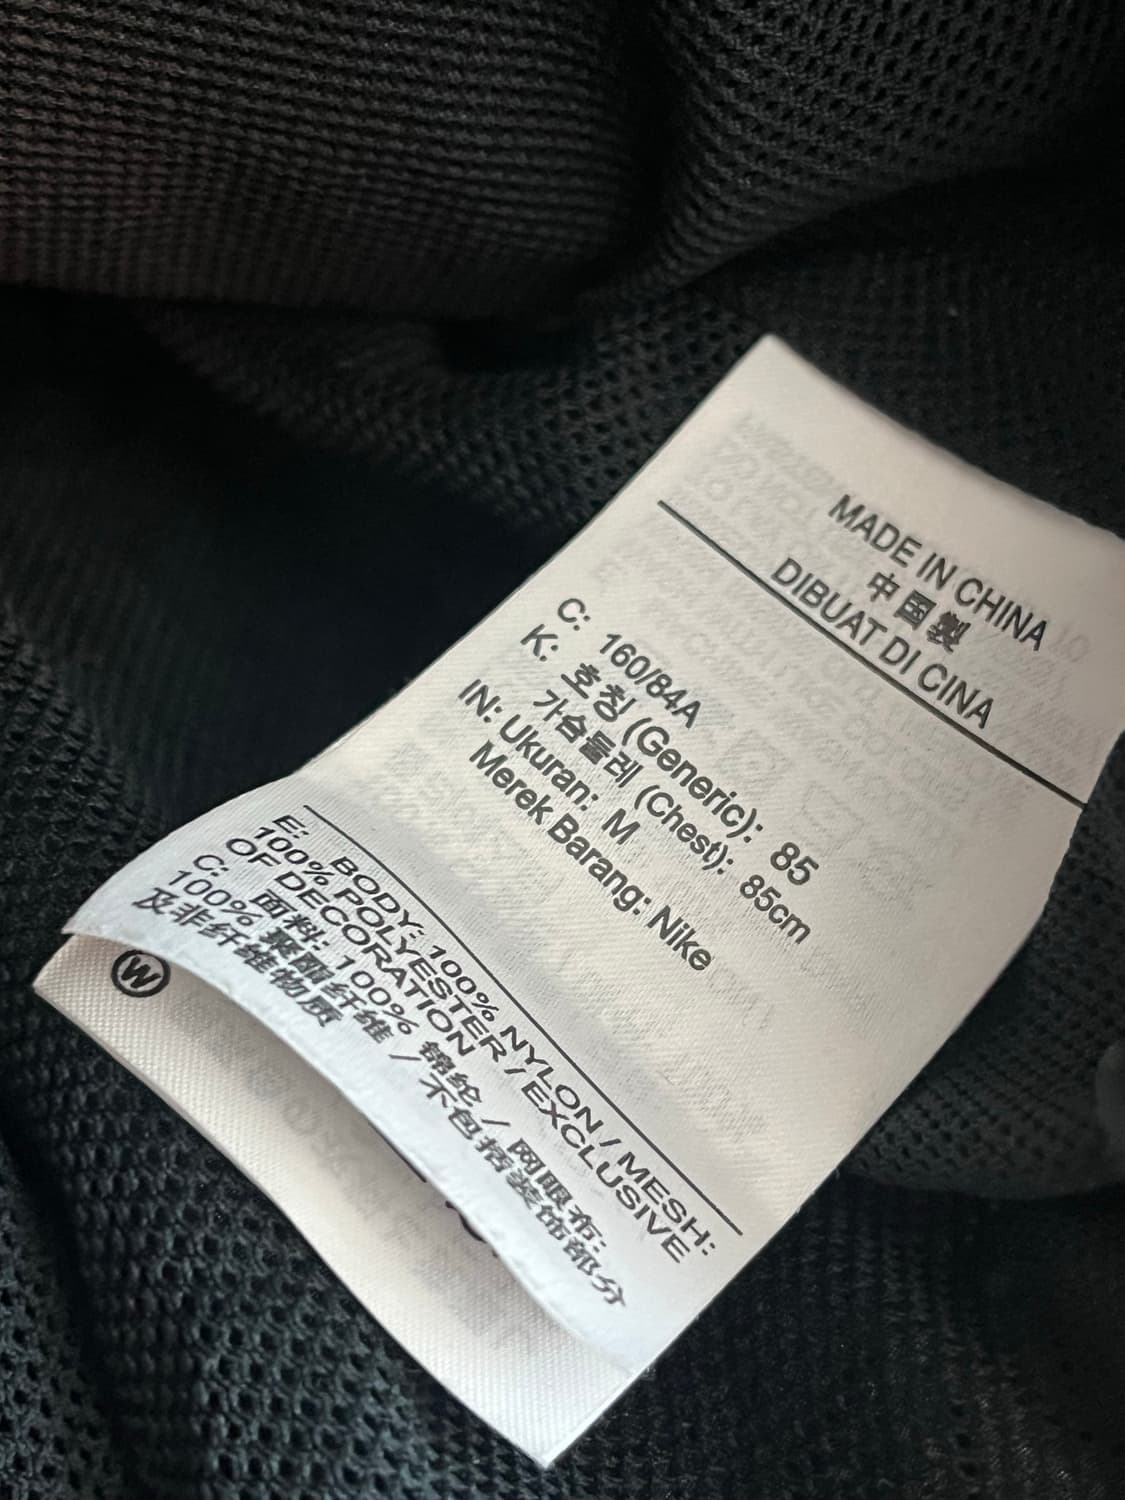 MADE IN CHINA
中国製
DIBUAT DI CINA
C: 160/84A
K: 호칭 (Generic): 85
가슴둘레 (Chest): 85cm
IN: Ukuran: M
Merek Barang: Nike
E: BODY: 100% NYLON / MESH:
100% POLYESTER / EXCLUSIVE
OF DECORATION
C: 面料: 100% 锦纶 / 网眼布:
100% 聚酯纤维 / 不包括装饰部分
及非纤维物质
W